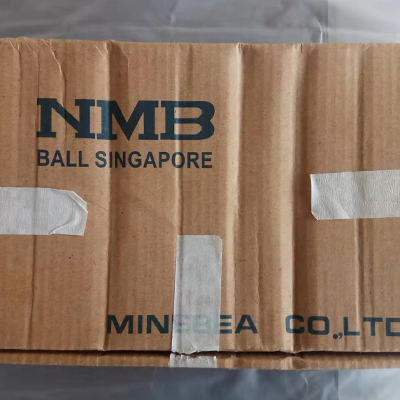 NMB
BALL SINGAPORE
MINEBEA CO.,LTD